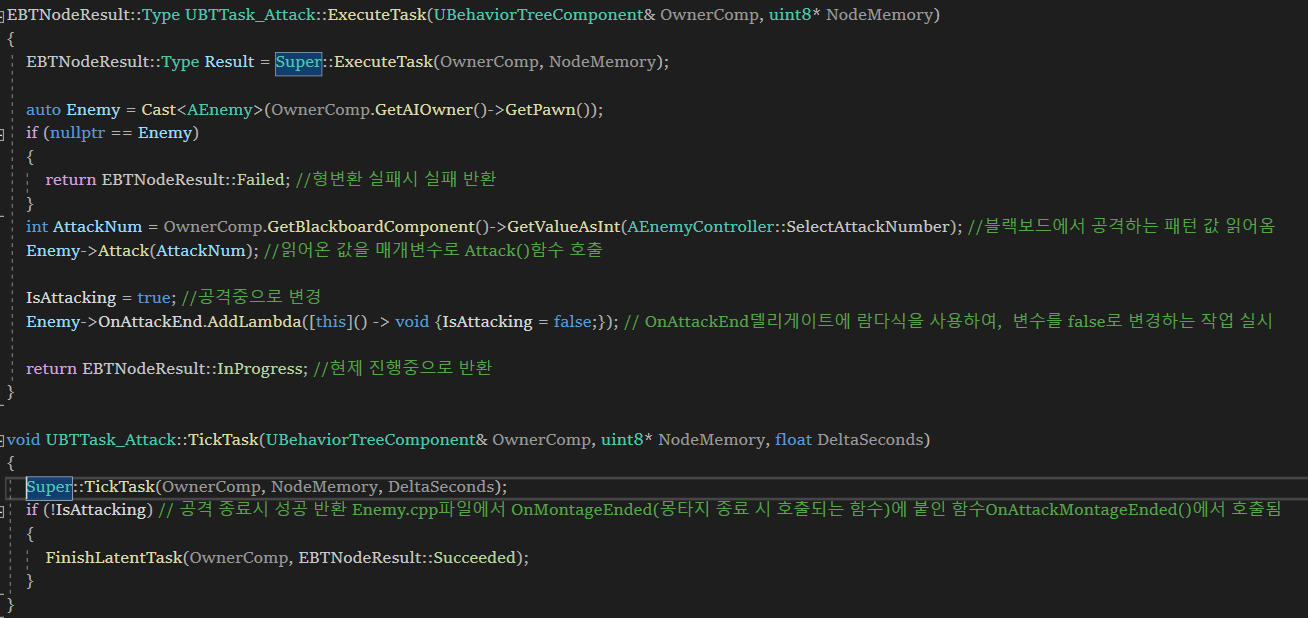 EBTNodeResult::Type UBTTask_Attack::ExecuteTask(UBehaviorTreeComponent& OwnerComp, uint8* NodeMemory)
{
EBTNodeResult::Type Result = Super::ExecuteTask(OwnerComp, NodeMemory);
auto Enemy = Cast<AEnemy>(OwnerComp.GetAIOwner()->GetPawn());
if (nullptr == Enemy)
{
return EBTNodeResult::Failed; //형변환 실패시 실패 반환
}
int AttackNum = OwnerComp.GetBlackboardComponent()->GetValueAsInt(AEnemyController::SelectAttackNumber); //블랙보드에서 공격하는 패턴 값 읽어옴
Enemy->Attack(AttackNum); //읽어온 값을 매개변수로 Attack()함수 호출
IsAttacking = true; //공격중으로 변경
Enemy->OnAttackEnd.AddLambda([this]() -> void {IsAttacking = false;}); // OnAttackEnd델리게이트에 람다식을 사용하여, 변수를 false로 변경하는 작업 실시
return EBTNodeResult::InProgress; //현제 진행중으로 반환
}
void UBTTask_Attack::TickTask(UBehaviorTreeComponent& OwnerComp, uint8* NodeMemory, float DeltaSeconds)
{
Super::TickTask(OwnerComp, NodeMemory, DeltaSeconds);
if (!IsAttacking) // 공격 종료시 성공 반환 Enemy.cpp파일에서 OnMontageEnded(몽타지 종료 시 호출되는 함수)에 붙인 함수OnAttackMontageEnded()에서 호출됨
{
FinishLatentTask(OwnerComp, EBTNodeResult::Succeeded);
}
}